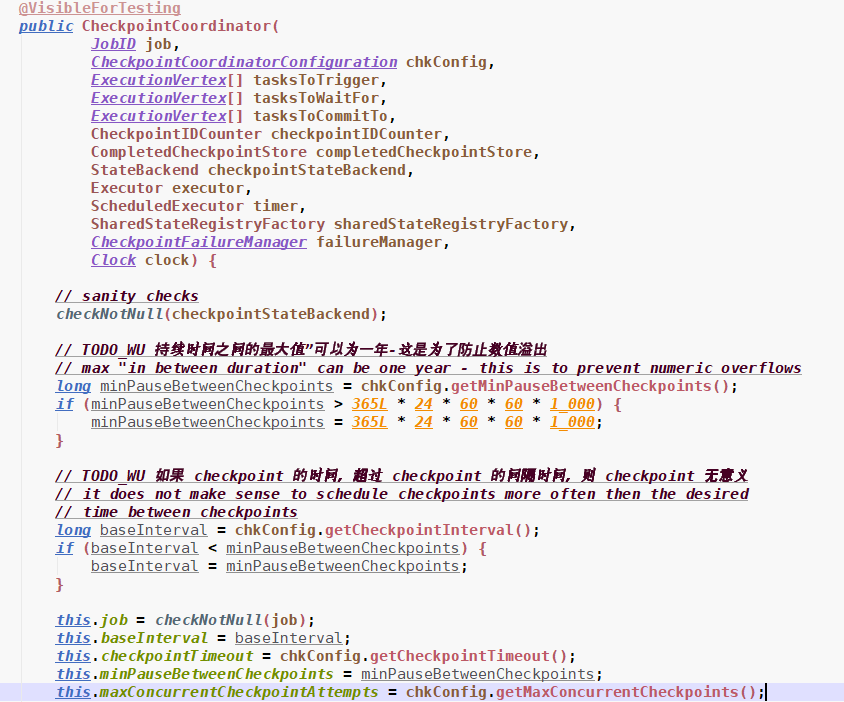 @VisibleForTesting
public CheckpointCoordinator(
JobID job,
CheckpointCoordinatorConfiguration chkConfig,
ExecutionVertex[] tasksToTrigger,
ExecutionVertex[] tasksToWaitFor,
ExecutionVertex[] tasksToCommitTo,
CheckpointIDCounter checkpointIDCounter,
CompletedCheckpointStore completedCheckpointStore,
StateBackend checkpointStateBackend,
Executor executor,
ScheduledExecutor timer,
SharedStateRegistryFactory sharedStateRegistryFactory,
CheckpointFailureManager failureManager,
Clock clock) {
// sanity checks
checkNotNull(checkpointStateBackend);
// TODO_WU 持续时间之间的最大值”可以为一年-这是为了防止数值溢出
// max "in between duration" can be one year - this is to prevent numeric overflows
long minPauseBetweenCheckpoints = chkConfig.getMinPauseBetweenCheckpoints();
if (minPauseBetweenCheckpoints > 365L * 24 * 60 * 60 * 1_000) {
minPauseBetweenCheckpoints = 365L * 24 * 60 * 60 * 1_000;
}
// TODO_WU 如果 checkpoint 的时间, 超过 checkpoint 的间隔时间, 则 checkpoint 无意义
// it does not make sense to schedule checkpoints more often then the desired
// time between checkpoints
long baseInterval = chkConfig.getCheckpointInterval();
if (baseInterval < minPauseBetweenCheckpoints) {
baseInterval = minPauseBetweenCheckpoints;
}
this.job = checkNotNull(job);
this.baseInterval = baseInterval;
this.checkpointTimeout = chkConfig.getCheckpointTimeout();
this.minPauseBetweenCheckpoints = minPauseBetweenCheckpoints;
this.maxConcurrentCheckpointAttempts = chkConfig.getMaxConcurrentCheckpoints();